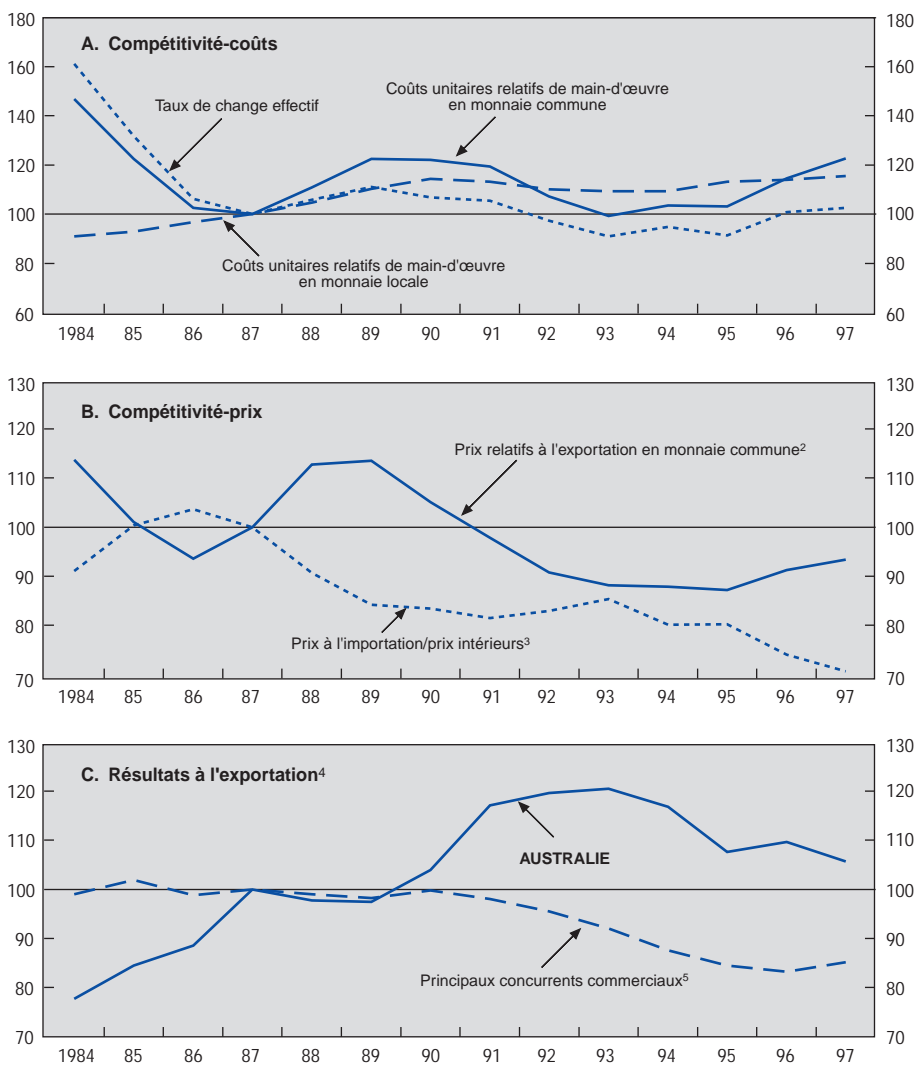 A. Compétitivité-coûts
180 180
160 160
140 140
120 120
100 100
80 80
60 60
Taux de change effectif
Coûts unitaires relatifs de main-d'œuvre
en monnaie commune
Coûts unitaires relatifs de main-d'œuvre
en monnaie locale
1984 85 86 87 88 89 90 91 92 93 94 95 96 97
B. Compétitivité-prix
130 130
120 120
110 110
100 100
90 90
80 80
70 70
Prix relatifs à l'exportation en monnaie commune²
Prix à l'importation/prix intérieurs³
1984 85 86 87 88 89 90 91 92 93 94 95 96 97
C. Résultats à l'exportation⁴
130 130
120 120
110 110
100 100
90 90
80 80
70 70
AUSTRALIE
Principaux concurrents commerciaux⁵
1984 85 86 87 88 89 90 91 92 93 94 95 96 97